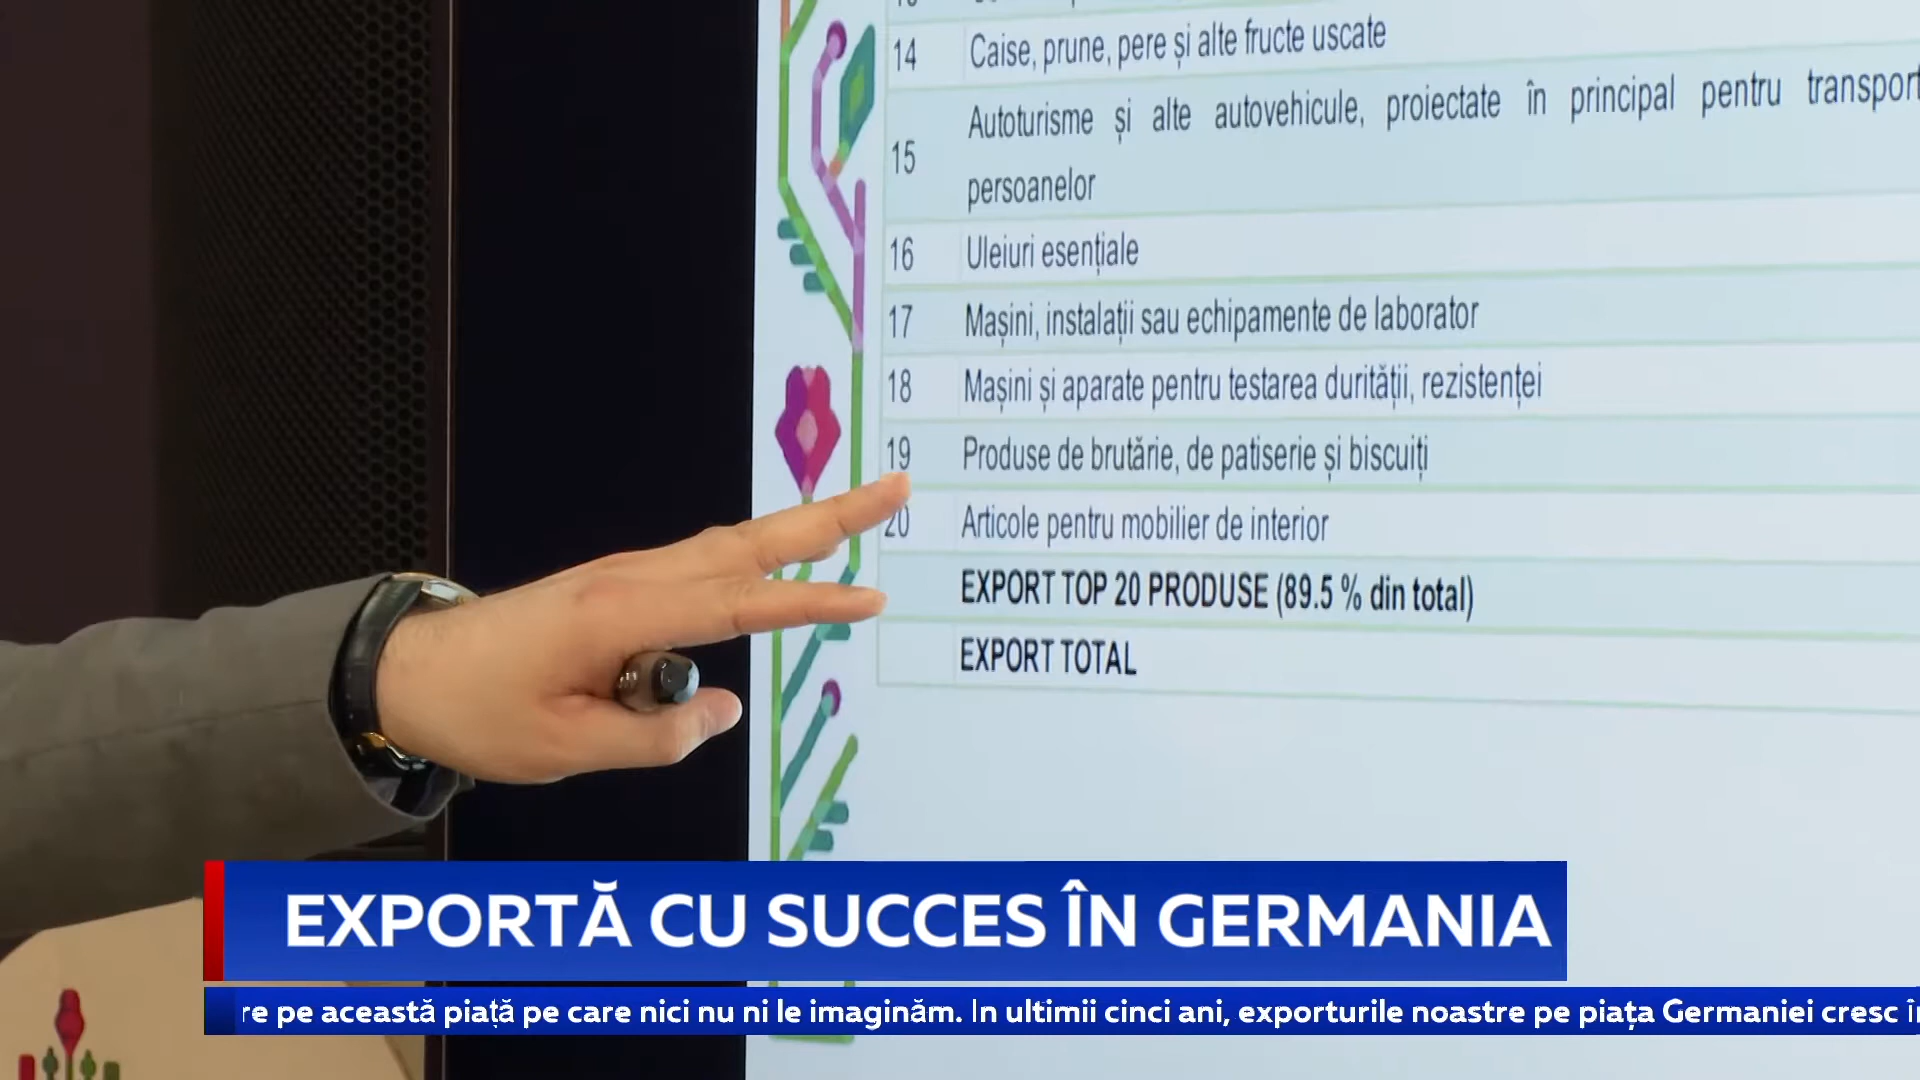 14 Caise, prune, pere și alte fructe uscate
Autoturisme și alte autovehicule, proiectate în principal pentru transport
15
persoanelor
16 Uleiuri esențiale
17 Mașini, instalații sau echipamente de laborator
18 Mașini și aparate pentru testarea durității, rezistenței
19 Produse de brutărie, de patiserie și biscuiți
20 Articole pentru mobilier de interior
EXPORT TOP 20 PRODUSE (89.5 % din total)
EXPORT TOTAL
EXPORTĂ CU SUCCES ÎN GERMANIA
re pe această piață pe care nici nu ni le imaginăm. In ultimii cinci ani, exporturile noastre pe piața Germaniei cresc în